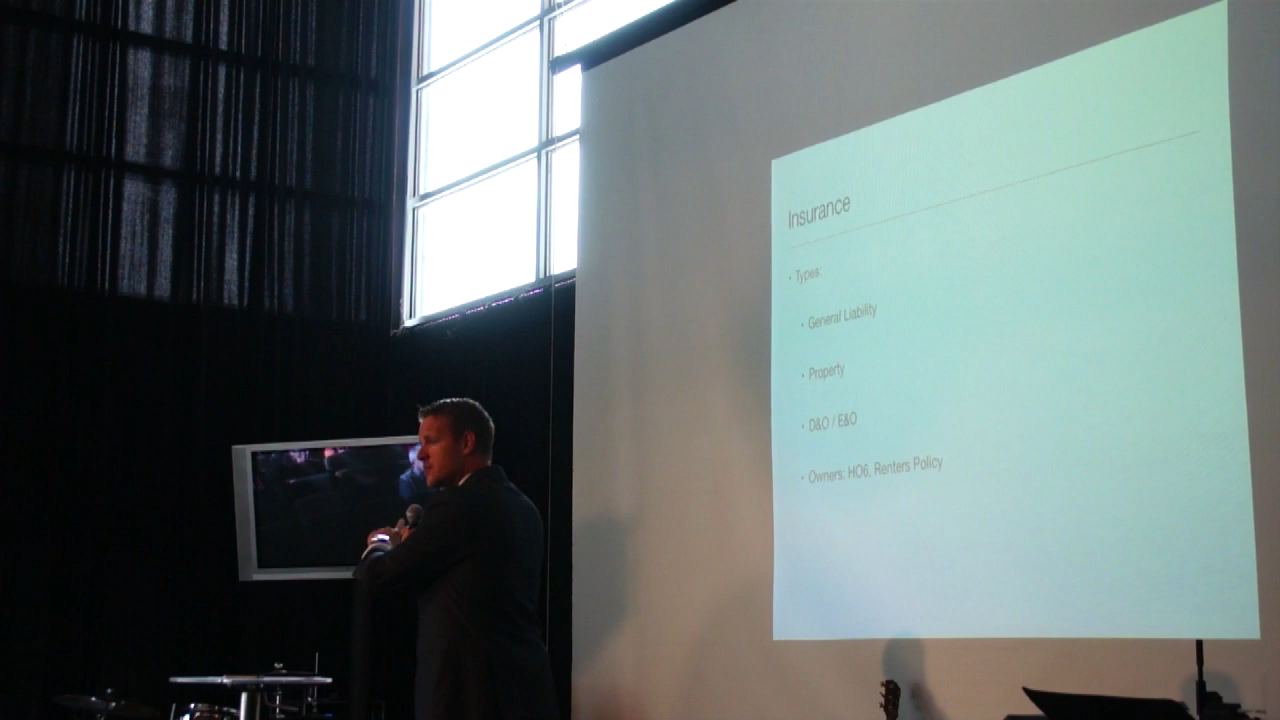 Insurance
• Types:
• General Liability
• Property
• D&O / E&O
• Owners: HO6, Renters Policy